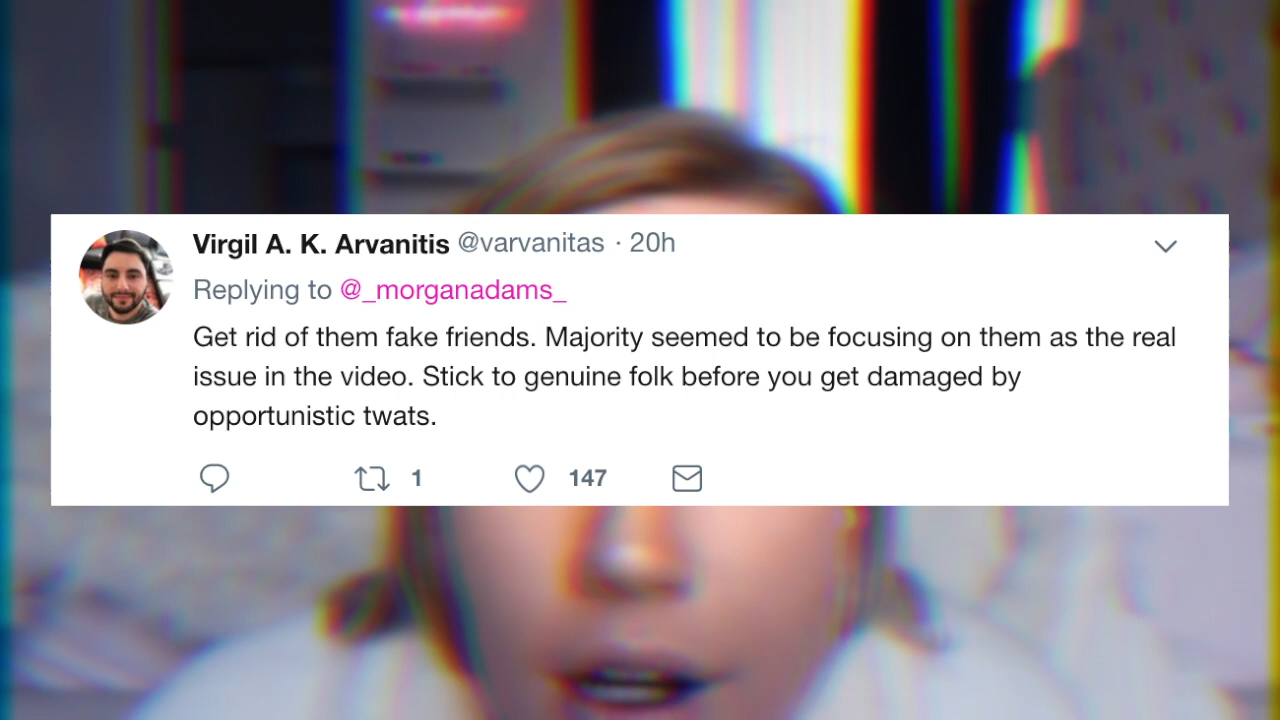 Virgil A. K. Arvanitis @varvanitas · 20h
Replying to @_morganadams_
Get rid of them fake friends. Majority seemed to be focusing on them as the real
issue in the video. Stick to genuine folk before you get damaged by
opportunistic twats.
1 147